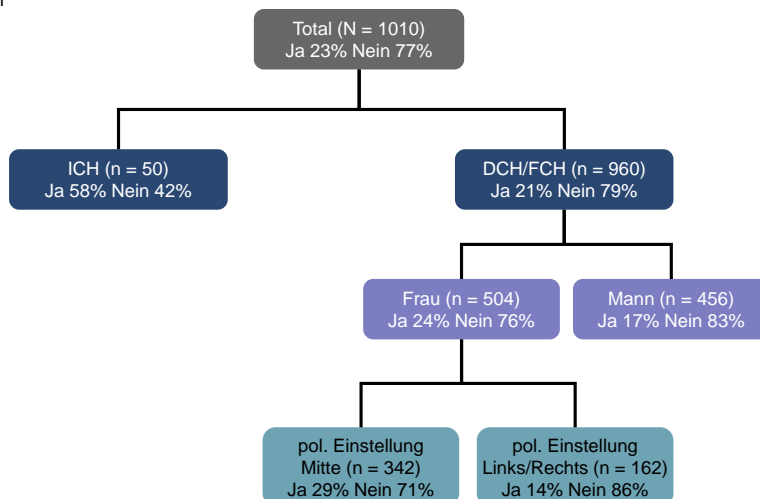 Total (N = 1010)
Ja 23% Nein 77%
ICH (n = 50)
Ja 58% Nein 42%
DCH/FCH (n = 960)
Ja 21% Nein 79%
Frau (n = 504)
Ja 24% Nein 76%
Mann (n = 456)
Ja 17% Nein 83%
pol. Einstellung
Mitte (n = 342)
Ja 29% Nein 71%
pol. Einstellung
Links/Rechts (n = 162)
Ja 14% Nein 86%